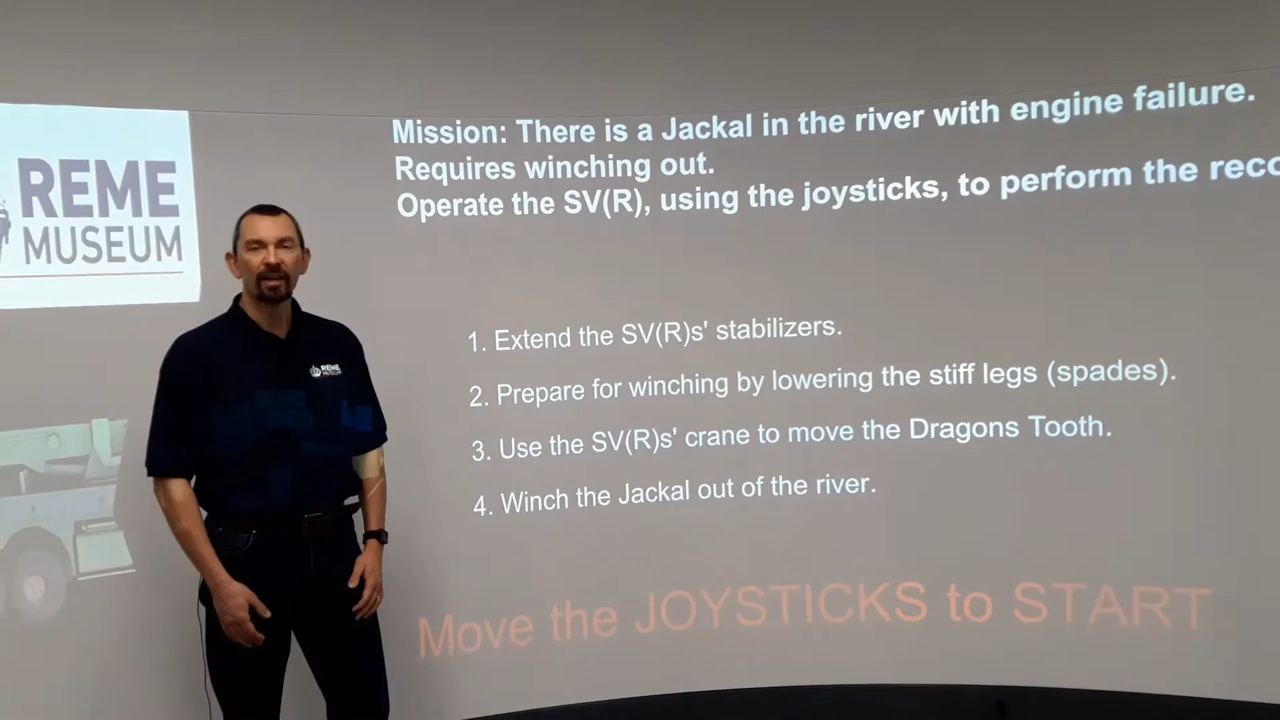 REME
MUSEUM
Mission: There is a Jackal in the river with engine failure.
Requires winching out.
Operate the SV(R), using the joysticks, to perform the
1. Extend the SV(R)s' stabilizers.
2. Prepare for winching by lowering the stiff legs (spades).
3. Use the SV(R)s' crane to move the Dragons Tooth.
4. Winch the Jackal out of the river.
Move the JOYSTICKS to START
REME
MUSEUM